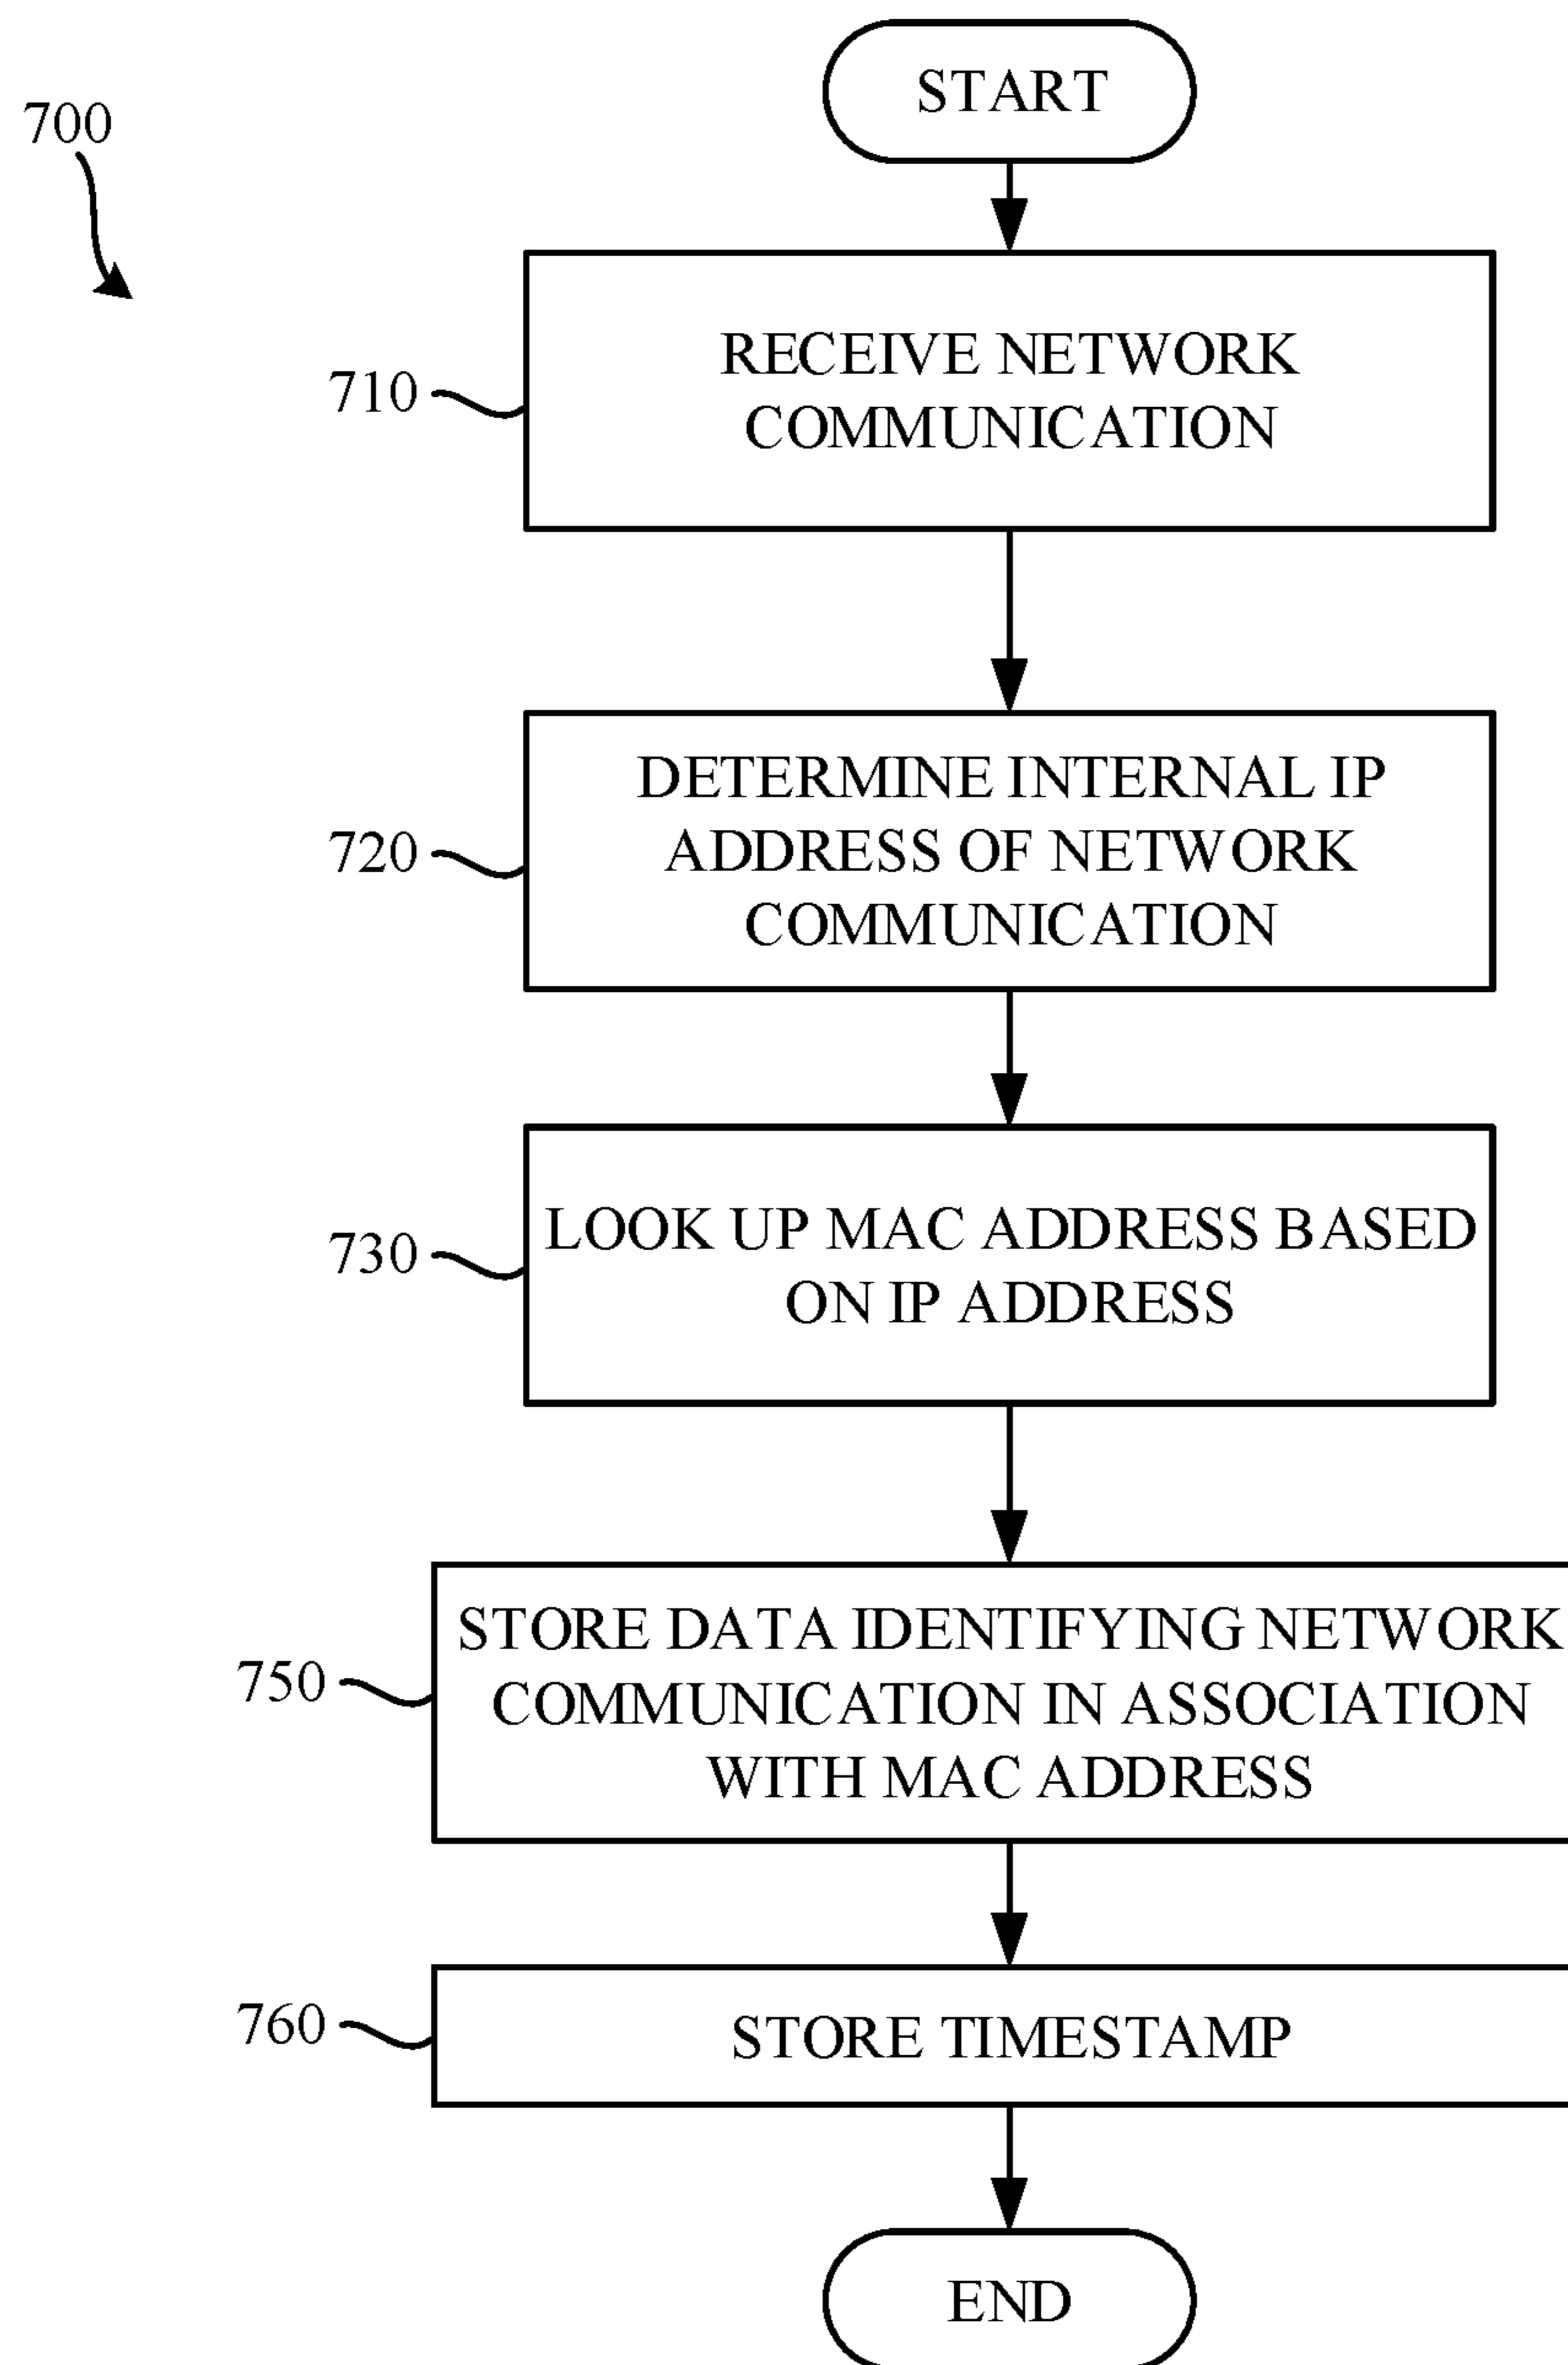 START
700
RECEIVE NETWORK
COMMUNICATION
710
DETERMINE INTERNAL IP
ADDRESS OF NETWORK
COMMUNICATION
720
LOOK UP MAC ADDRESS BASED
ON IP ADDRESS
730
STORE DATA IDENTIFYING NETWORK
COMMUNICATION IN ASSOCIATION
WITH MAC ADDRESS
750
STORE TIMESTAMP
760
END